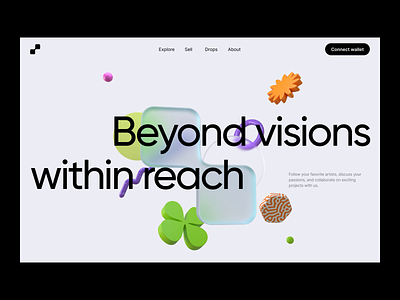 Explore Sell Drops About Connect wallet
Beyond visions
within reach
Follow your favorite artists, discuss your
passions, and collaborate on exciting
projects with us.